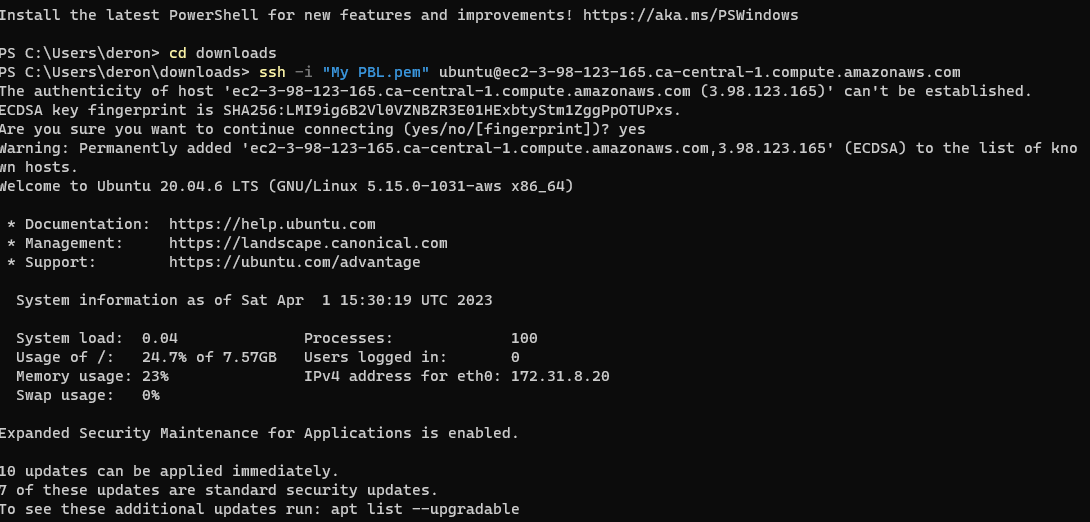 Install the latest PowerShell for new features and improvements! https://aka.ms/PSWindows
PS C:\Users\deron> cd downloads
PS C:\Users\deron\downloads> ssh -i "My PBL.pem" ubuntu@ec2-3-98-123-165.ca-central-1.compute.amazonaws.com
The authenticity of host 'ec2-3-98-123-165.ca-central-1.compute.amazonaws.com (3.98.123.165)' can't be established.
ECDSA key fingerprint is SHA256:LMI9ig6B2Vl0VZNBZR3E01HExbtyStm1ZggPpOTUPxs.
Are you sure you want to continue connecting (yes/no/[fingerprint])? yes
Warning: Permanently added 'ec2-3-98-123-165.ca-central-1.compute.amazonaws.com,3.98.123.165' (ECDSA) to the list of kno
wn hosts.
Welcome to Ubuntu 20.04.6 LTS (GNU/Linux 5.15.0-1031-aws x86_64)
* Documentation:  https://help.ubuntu.com
* Management:     https://landscape.canonical.com
* Support:        https://ubuntu.com/advantage
System information as of Sat Apr  1 15:30:19 UTC 2023
System load:  0.04              Processes:             100
Usage of /:   24.7% of 7.57GB   Users logged in:       0
Memory usage: 23%               IPv4 address for eth0: 172.31.8.20
Swap usage:   0%
Expanded Security Maintenance for Applications is enabled.
10 updates can be applied immediately.
7 of these updates are standard security updates.
To see these additional updates run: apt list --upgradable